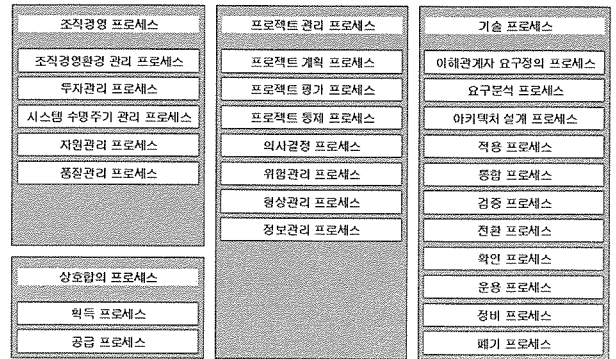 조직경영 프로세스
조직경영환경 관리 프로세스
투자관리 프로세스
시스템 수명주기 관리 프로세스
자원관리 프로세스
품질관리 프로세스
상호합의 프로세스
획득 프로세스
공급 프로세스
프로젝트 관리 프로세스
프로젝트 계획 프로세스
프로젝트 평가 프로세스
프로젝트 통제 프로세스
의사결정 프로세스
위험관리 프로세스
형상관리 프로세스
정보관리 프로세스
기술 프로세스
이해관계자 요구정의 프로세스
요구분석 프로세스
아키텍처 설계 프로세스
적용 프로세스
통합 프로세스
검증 프로세스
전환 프로세스
확인 프로세스
운용 프로세스
정비 프로세스
폐기 프로세스